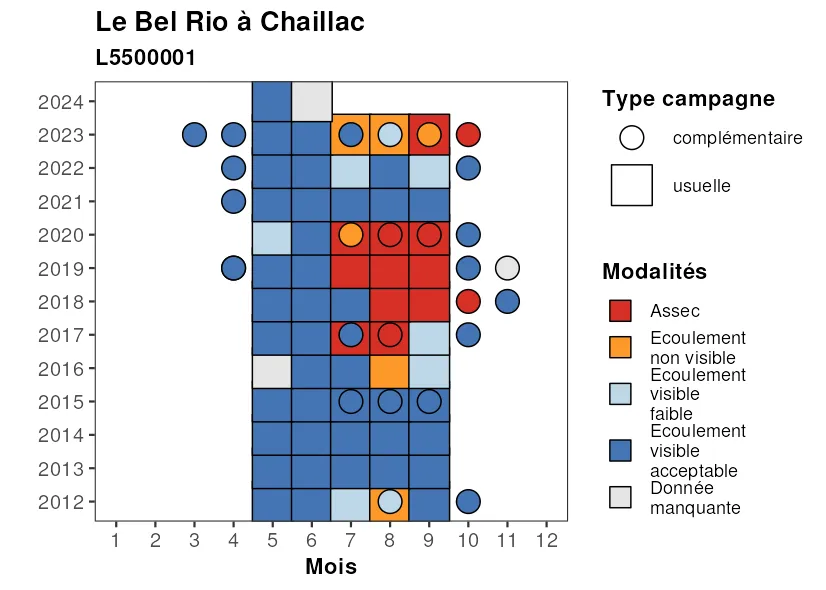 Le Bel Rio à Chaillac
L5500001
2024
2023
2022
2021
2020
2019
2018
2017
2016
2015
2014
2013
2012
1 2 3 4 5 6 7 8 9 10 11 12
Mois
Type campagne
complémentaire
usuelle
Modalités
Assec
Ecoulement
non visible
Ecoulement
visible
faible
Ecoulement
visible
acceptable
Donnée
manquante